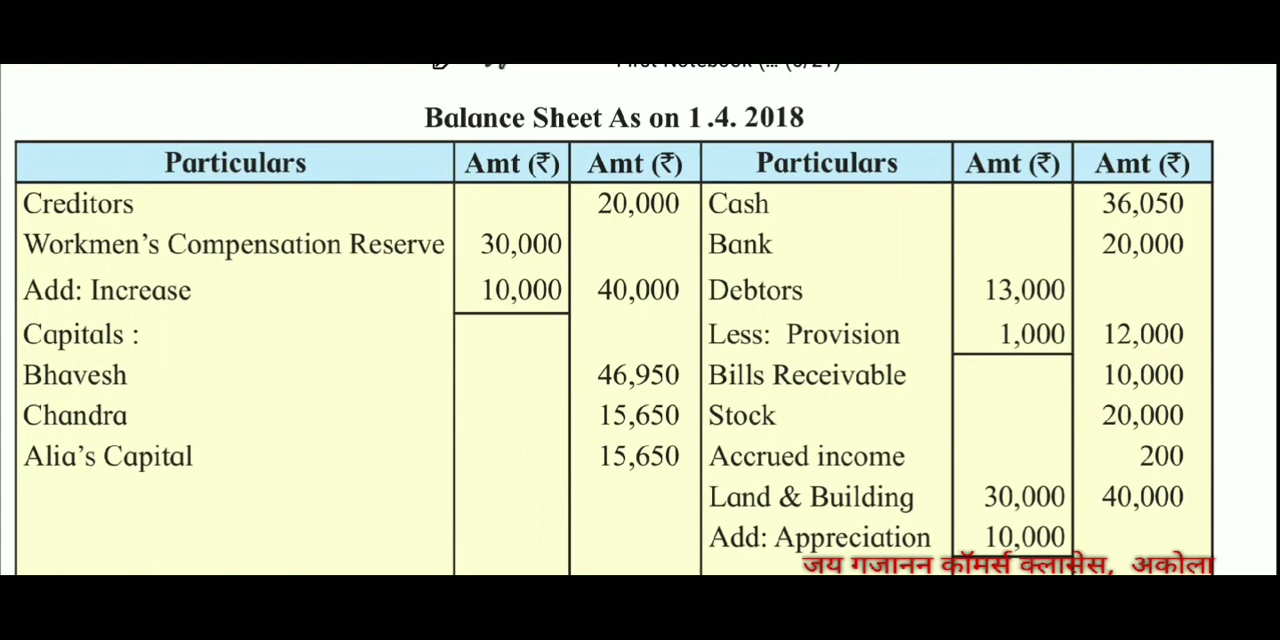 First Notebook (... (6/21)
Balance Sheet As on 1.4. 2018
Particulars Amt (₹) Amt (₹) Particulars Amt (₹) Amt (₹)
Creditors 20,000 Cash 36,050
Workmen's Compensation Reserve 30,000 Bank 20,000
Add: Increase 10,000 40,000 Debtors 13,000
Capitals : Less: Provision 1,000 12,000
Bhavesh 46,950 Bills Receivable 10,000
Chandra 15,650 Stock 20,000
Alia's Capital 15,650 Accrued income 200
Land & Building 30,000 40,000
Add: Appreciation 10,000
जय गजानन कॉमर्स क्लासेस, अकोला